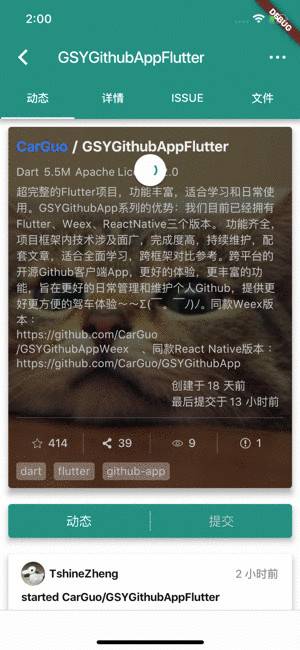 2:00
DEBUG
GSYGithubAppFlutter
动态 详情 ISSUE 文件
CarGuo / GSYGithubAppFlutter
Dart 5.5M Apache Lic 2.0
超完整的Flutter项目，功能丰富，适合学习和日常使
用。GSYGithubApp系列的优势：我们目前已经拥有
Flutter、Weex、ReactNative三个版本。 功能齐全，
项目框架内技术涉及面广，完成度高，持续维护，配
套文章，适合全面学习，跨框架对比参考。跨平台的
开源Github客户端App，更好的体验，更丰富的功
能，旨在更好的日常管理和维护个人Github，提供更
好更方便的驾车体验～～Σ(￣。￣ﾉ)ﾉ。同款Weex版
本：
https://github.com/CarGuo
/GSYGithubAppWeex 、同款React Native版本：
https://github.com/CarGuo/GSYGithubApp
创建于 18 天前
最后提交于 13 小时前
414 39 9 1
dart flutter github-app
动态 提交
TshineZheng 2 小时前
started CarGuo/GSYGithubAppFlutter